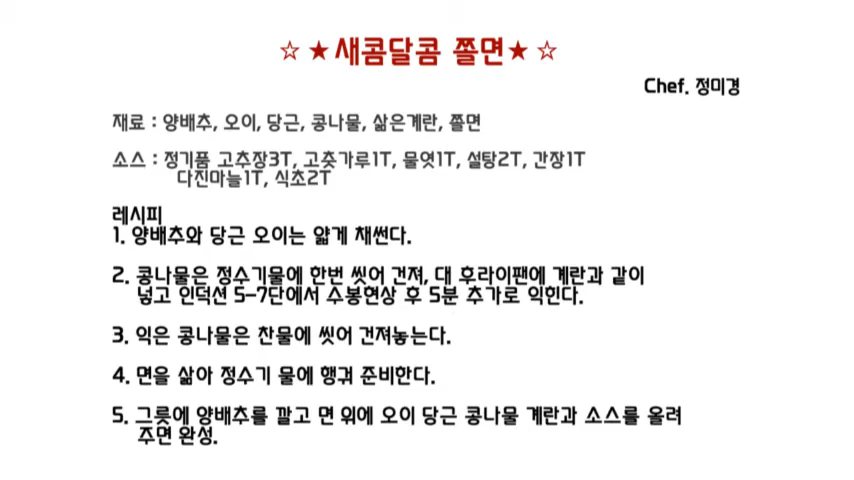 ☆★새콤달콤 쫄면★☆
Chef. 정미경
재료 : 양배추, 오이, 당근, 콩나물, 삶은계란, 쫄면
소스 : 정기품 고추장3T, 고춧가루1T, 물엿1T, 설탕2T, 간장1T
다진마늘1T, 식초2T
레시피
1. 양배추와 당근 오이는 얇게 채썬다.
2. 콩나물은 정수기물에 한번 씻어 건져, 대 후라이팬에 계란과 같이
넣고 인덕션 5-7단에서 수봉현상 후 5분 추가로 익힌다.
3. 익은 콩나물은 찬물에 씻어 건져놓는다.
4. 면을 삶아 정수기 물에 행궈 준비한다.
5. 그릇에 양배추를 깔고 면 위에 오이 당근 콩나물 계란과 소스를 올려
주면 완성.